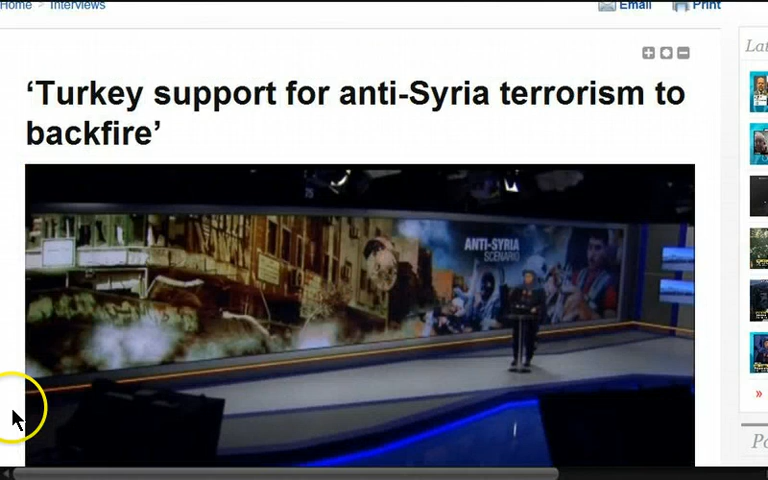 Home > Interviews
Email
Print
Lat
‘Turkey support for anti-Syria terrorism to
backfire’
ANTI-SYRIA
SCENARIO
»
Po